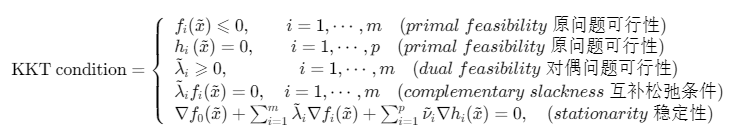 f_i(x̃) ⩽ 0, i = 1, ⋯, m (primal feasibility 原问题可行性)
h_i(x̃) = 0, i = 1, ⋯, p (primal feasibility 原问题可行性)
KKT condition = { λ̃_i ⩾ 0, i = 1, ⋯, m (dual feasibility 对偶问题可行性)
λ̃_i f_i(x̃) = 0, i = 1, ⋯, m (complementary slackness 互补松弛条件)
∇f_0(x̃) + ∑_{i=1}^{m} λ̃_i∇f_i(x̃) + ∑_{i=1}^{p} ν̃_i∇h_i(x̃) = 0, (stationarity 稳定性)